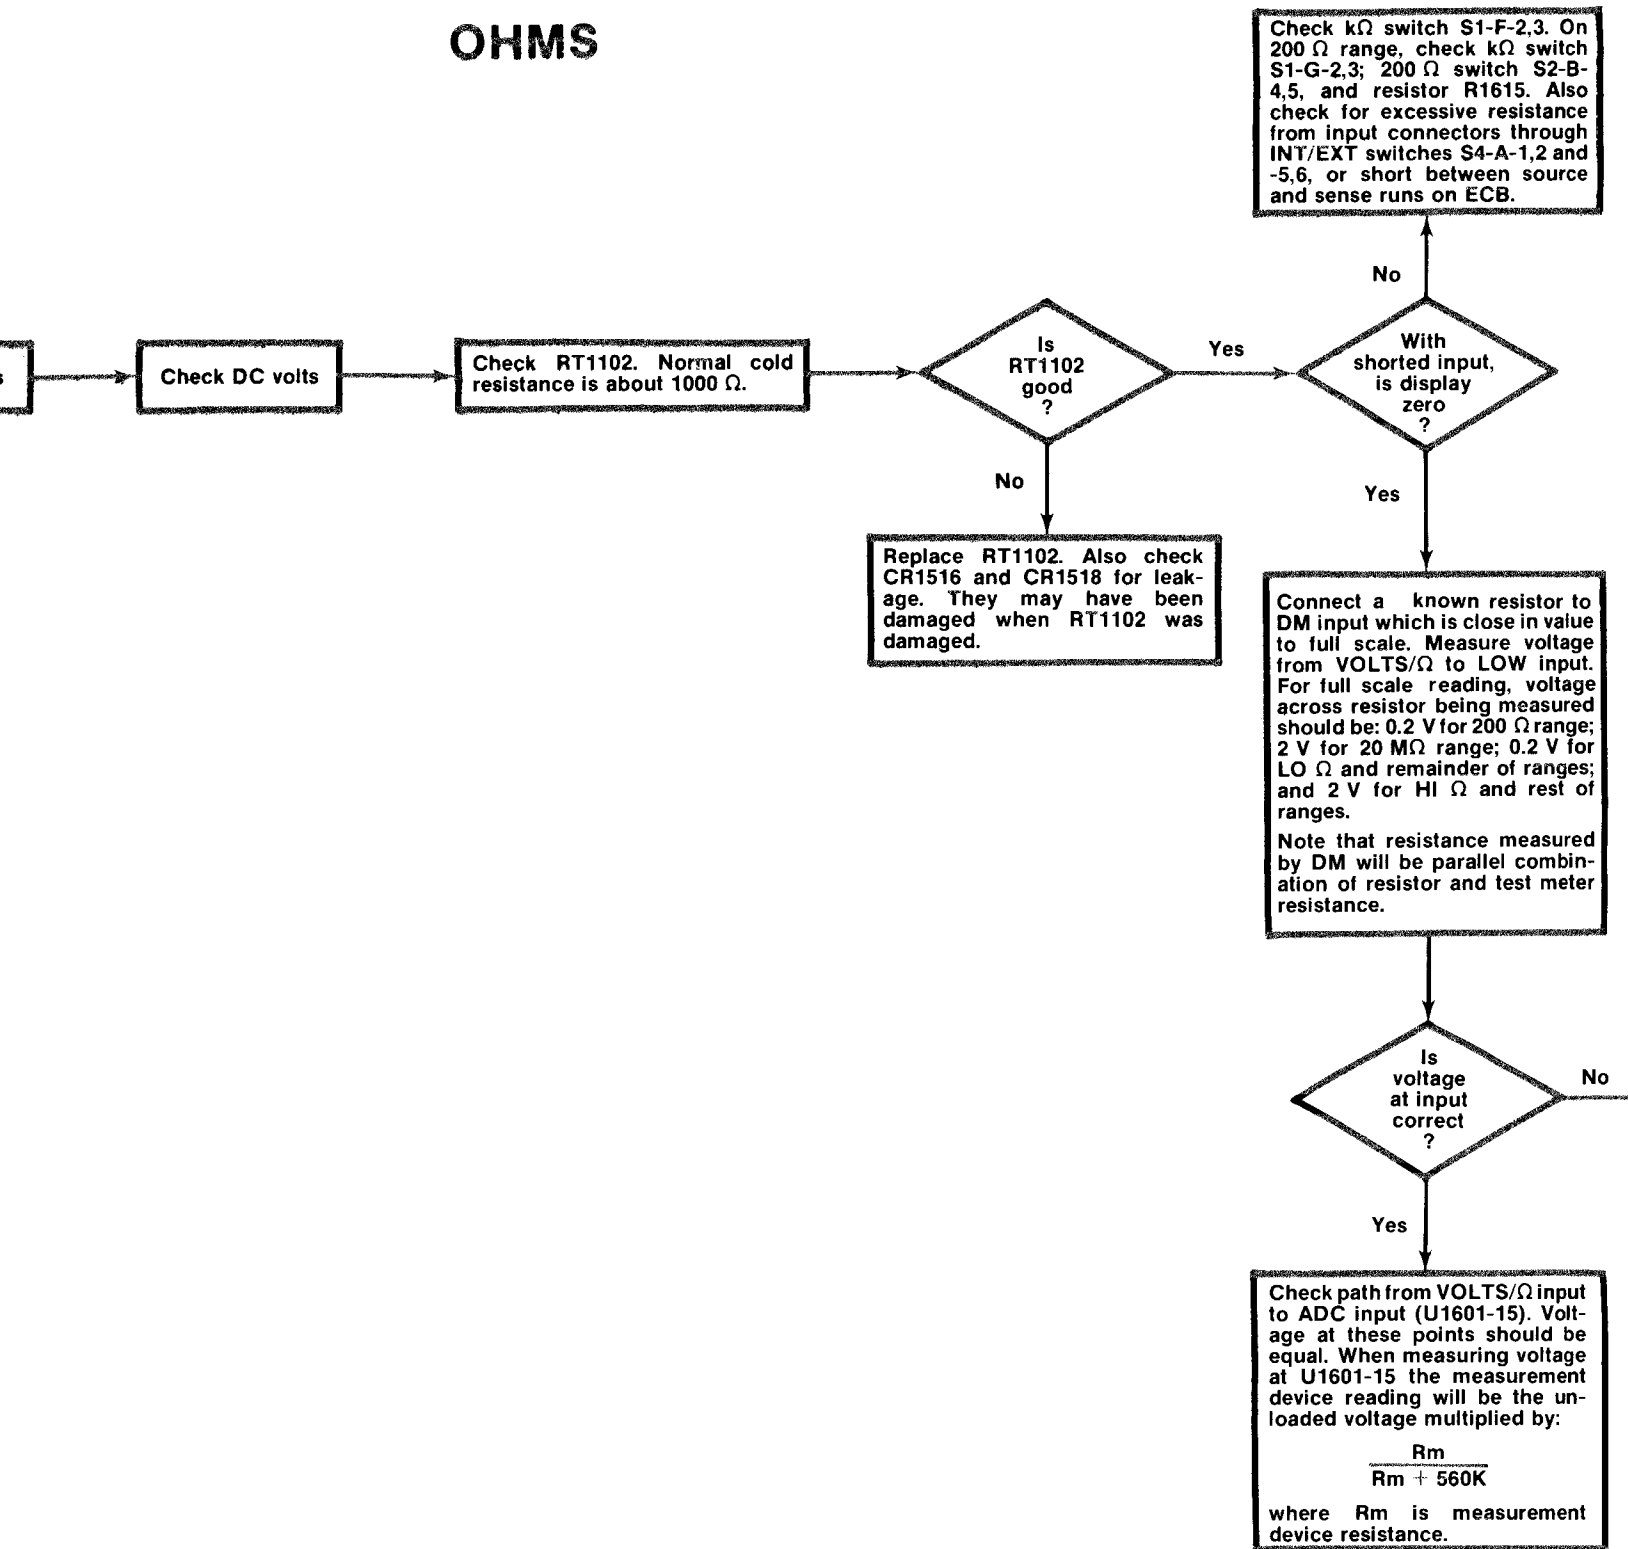 OHMS
Check kΩ switch S1-F-2,3. On
200 Ω range, check kΩ switch
S1-G-2,3; 200 Ω switch S2-B-
4,5, and resistor R1615. Also
check for excessive resistance
from input connectors through
INT/EXT switches S4-A-1,2 and
-5,6, or short between source
and sense runs on ECB.
No
s
Check DC volts
Check RT1102. Normal cold
resistance is about 1000 Ω.
Is
RT1102
good
?
Yes
With
shorted input,
is display
zero
?
No
Yes
Replace RT1102. Also check
CR1516 and CR1518 for leak-
age. They may have been
damaged when RT1102 was
damaged.
Connect a known resistor to
DM input which is close in value
to full scale. Measure voltage
from VOLTS/Ω to LOW input.
For full scale reading, voltage
across resistor being measured
should be: 0.2 V for 200 Ω range;
2 V for 20 MΩ range; 0.2 V for
LO Ω and remainder of ranges;
and 2 V for HI Ω and rest of
ranges.
Note that resistance measured
by DM will be parallel combin-
ation of resistor and test meter
resistance.
Is
voltage
at input
correct
?
No
Yes
Check path from VOLTS/Ω input
to ADC input (U1601-15). Volt-
age at these points should be
equal. When measuring voltage
at U1601-15 the measurement
device reading will be the un-
loaded voltage multiplied by:
Rm
Rm + 560K
where Rm is measurement
device resistance.